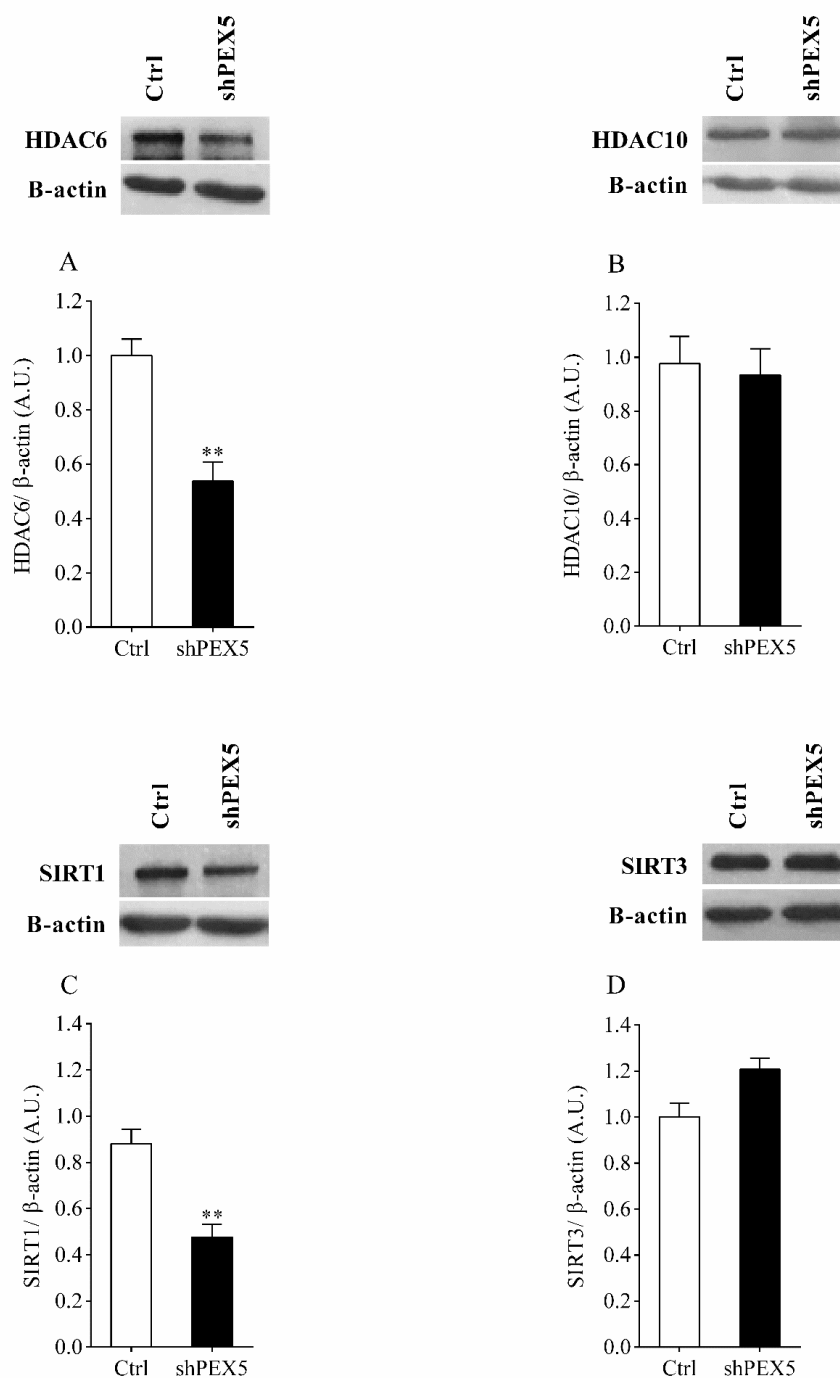 Ctrl shPEX5
HDAC6
B-actin
A
1.2
1.0
0.8
0.6
0.4
0.2
0.0
HDAC6/ β-actin (A.U.)
**
Ctrl shPEX5
Ctrl shPEX5
HDAC10
B-actin
B
1.2
1.0
0.8
0.6
0.4
0.2
0.0
HDAC10/ β-actin (A.U.)
Ctrl shPEX5
Ctrl shPEX5
SIRT1
B-actin
C
1.4
1.2
1.0
0.8
0.6
0.4
0.2
0.0
SIRT1/ β-actin (A.U.)
**
Ctrl shPEX5
Ctrl shPEX5
SIRT3
B-actin
D
1.4
1.2
1.0
0.8
0.6
0.4
0.2
0.0
SIRT3/ β-actin (A.U.)
Ctrl shPEX5